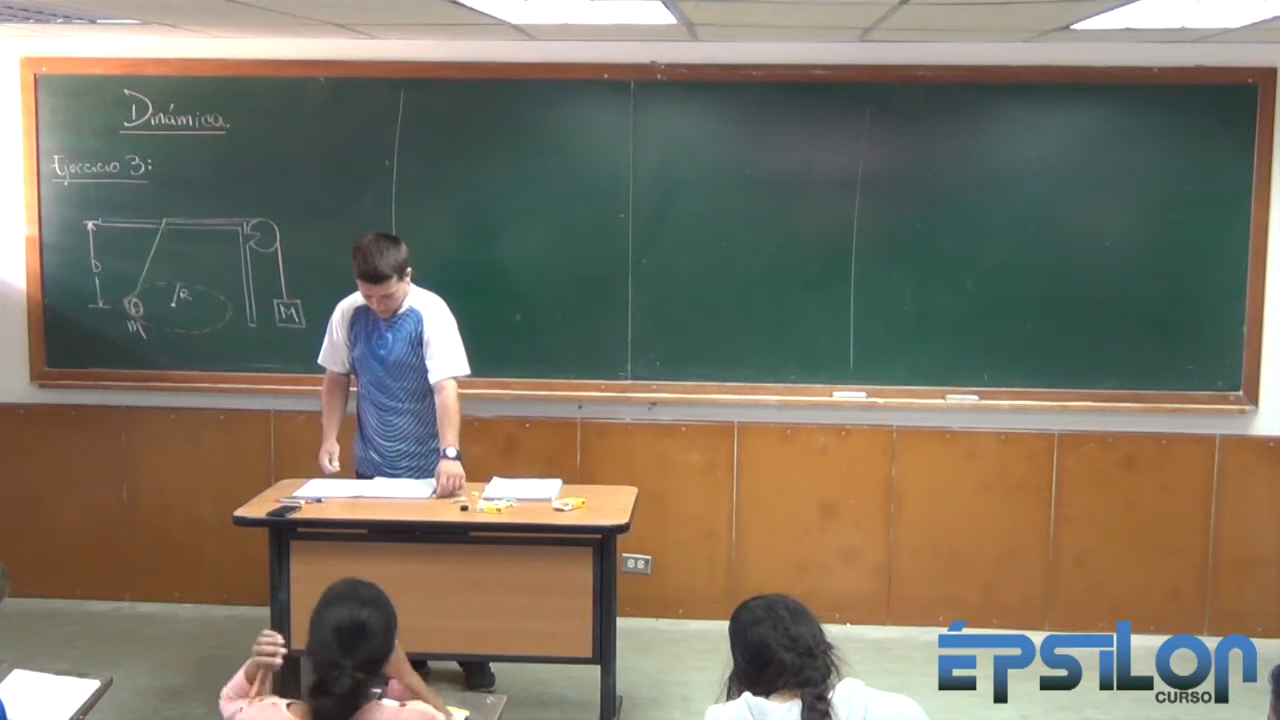 Dinámica
Ejercicio 3:
D
R
m
M
ÉPSILON
CURSO